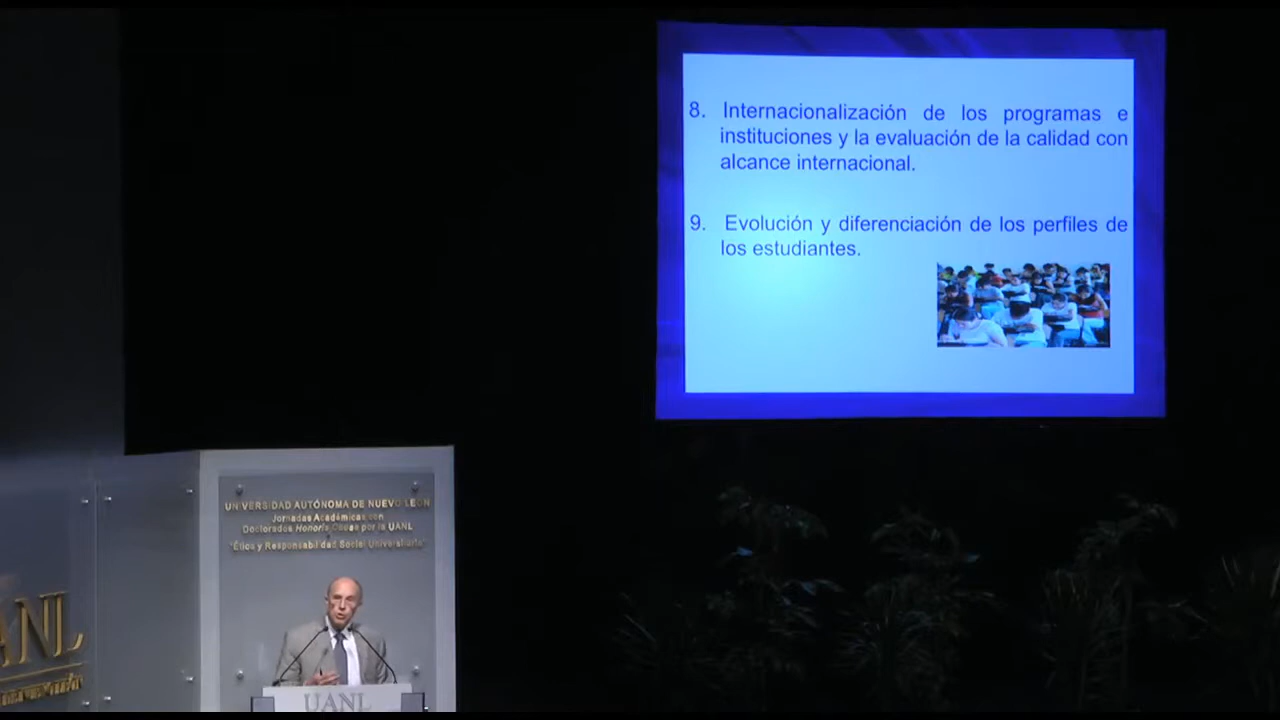 8. Internacionalización de los programas e
instituciones y la evaluación de la calidad con
alcance internacional.
9. Evolución y diferenciación de los perfiles de
los estudiantes.
UNIVERSIDAD AUTÓNOMA DE NUEVO LEÓN
Jornadas Académicas con
Doctorados Honoris Causa por la UANL
"Ética y Responsabilidad Social Universitaria"
UANL
UANL